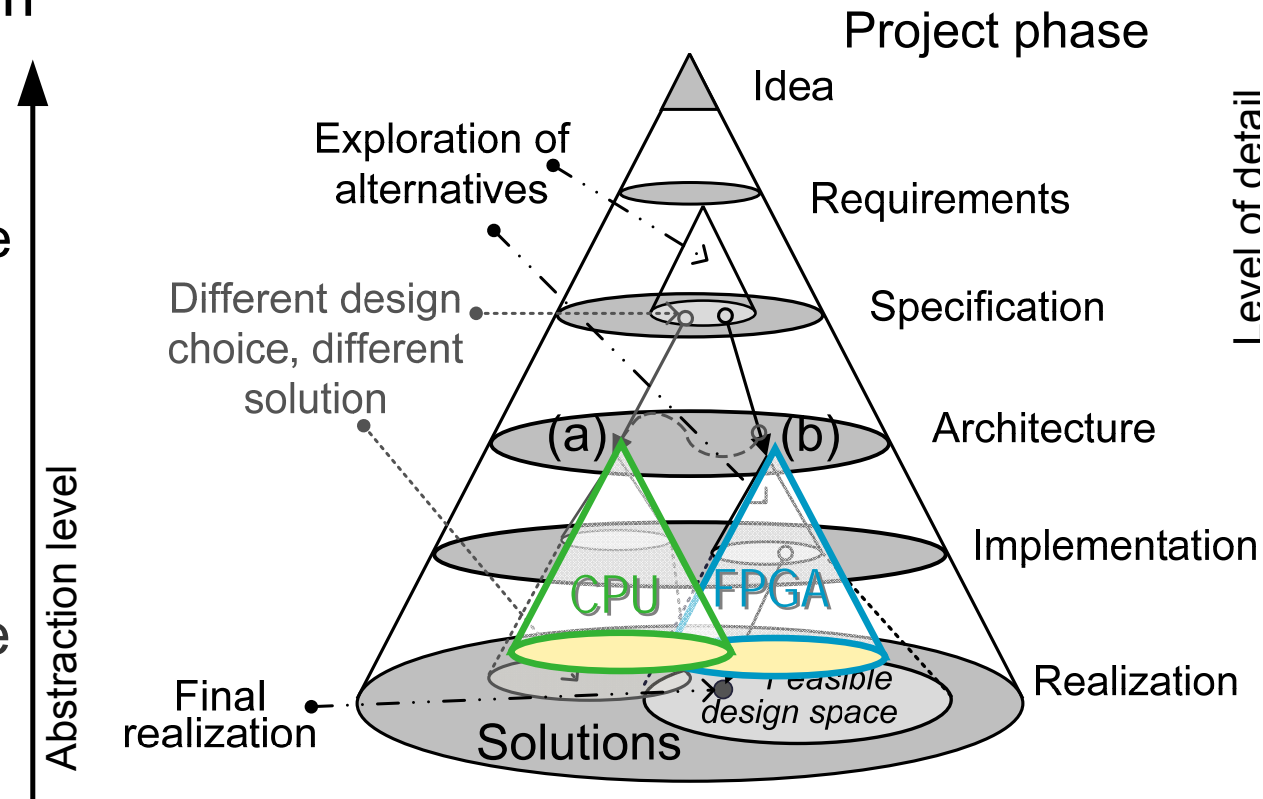 Project phase
Idea
Exploration of
alternatives
Requirements
Level of detail
Different design
choice, different
solution
Specification
(a)
(b)
Architecture
Abstraction level
Implementation
CPU
FPGA
Final
realization
Feasible
design space
Realization
Solutions